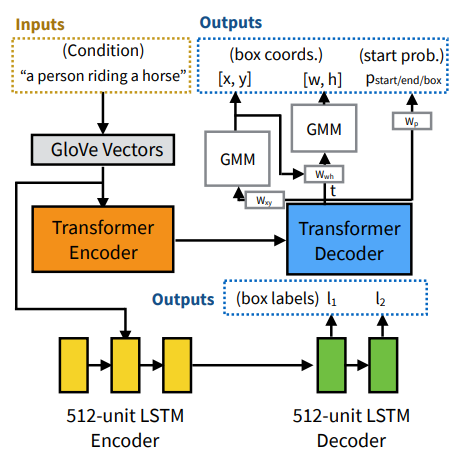 Inputs
Outputs
(Condition)
"a person riding a horse"
(box coords.)
(start prob.)
[x, y]
[w, h]
pstart/end/box
GloVe Vectors
GMM
GMM
Wp
Wwh
Wxy
t
Transformer
Encoder
Transformer
Decoder
Outputs
(box labels) l1 l2
512-unit LSTM
Encoder
512-unit LSTM
Decoder